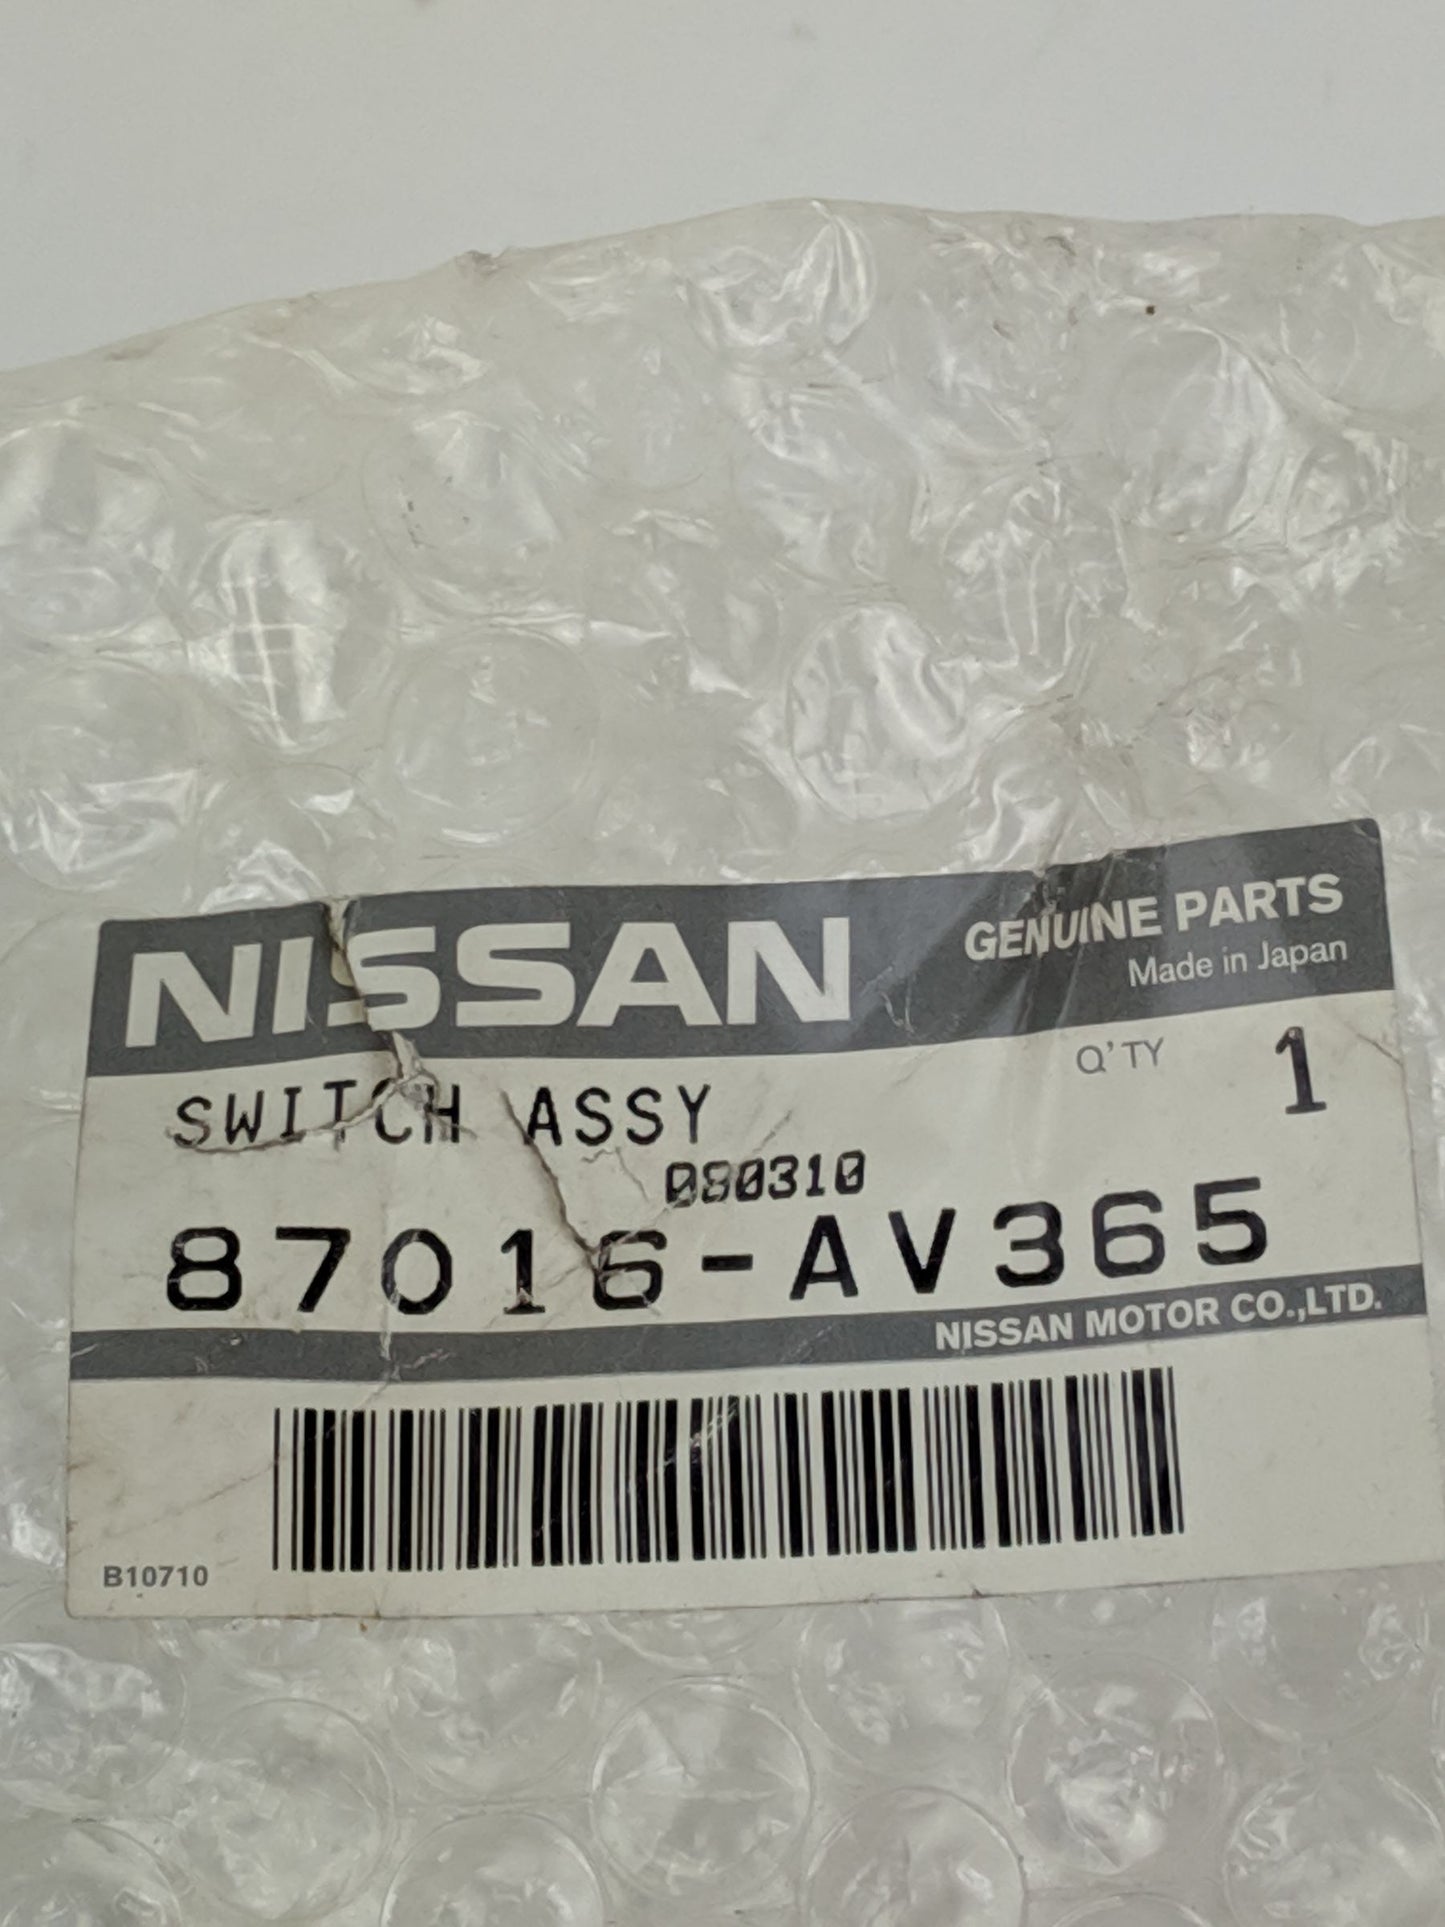 NISSAN
GENUINE PARTS
Made in Japan
Q'TY 1
SWITCH ASSY
080310
87016-AV365
NISSAN MOTOR CO.,LTD.
B10710